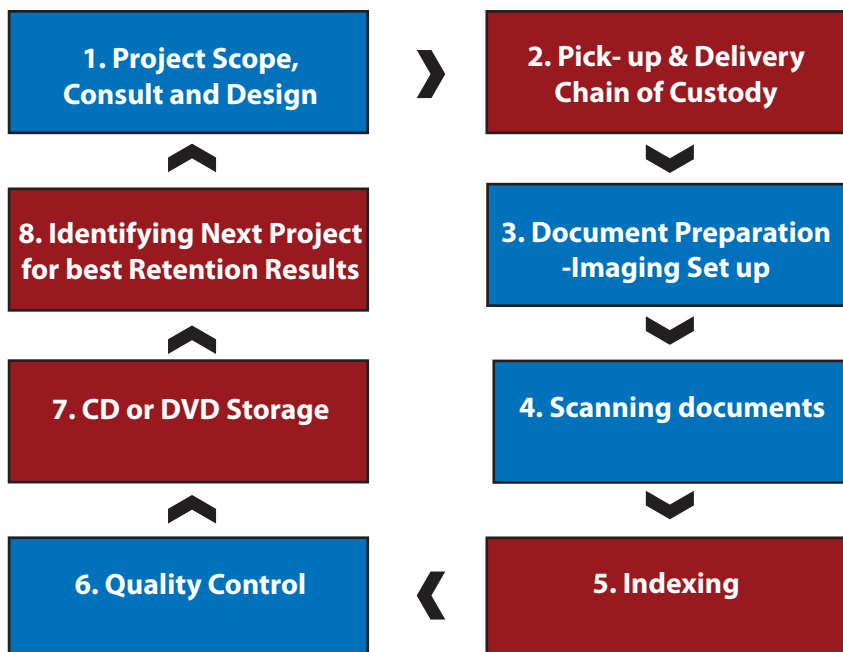 1. Project Scope,
Consult and Design
2. Pick- up & Delivery
Chain of Custody
3. Document Preparation
-Imaging Set up
4. Scanning documents
5. Indexing
6. Quality Control
7. CD or DVD Storage
8. Identifying Next Project
for best Retention Results